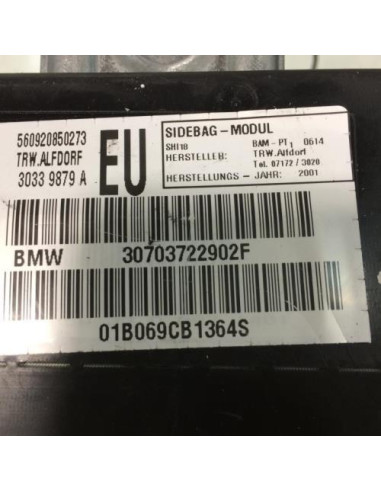 560920850273
TRW.ALFDORF
3033 9879 A
EU
SIDEBAG-MODUL
SHI18 BAM-PT1 0614
HERSTELLER: TRW.Alfdorf
Tel. 07172 / 3020
HERSTELLUNGS - JAHR: 2001
BMW 30703722902F
01B069CB1364S